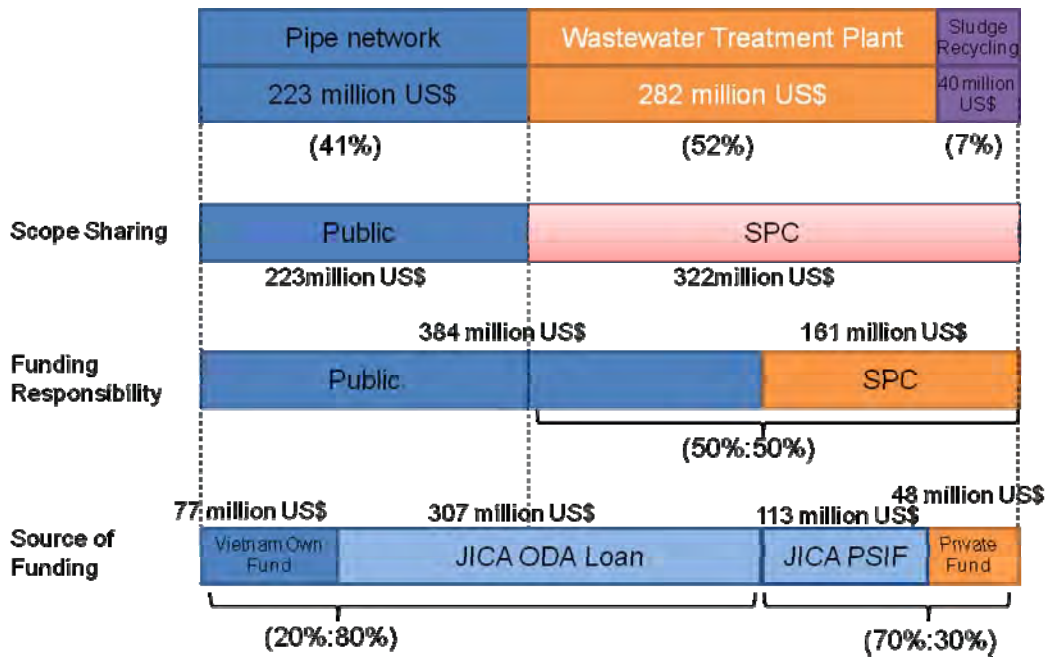 Pipe network
Wastewater Treatment Plant
Sludge
Recycling
223 million US$
282 million US$
40 million
US$
(41%)
(52%)
(7%)
Scope Sharing
Public
SPC
223million US$
322million US$
384 million US$
161 million US$
Funding
Responsibility
Public
SPC
(50%:50%)
77 million US$
307 million US$
113 million US$
48 million US$
Source of
Funding
Vietnam Own
Fund
JICA ODA Loan
JICA PSIF
Private
Fund
(20%:80%)
(70%:30%)